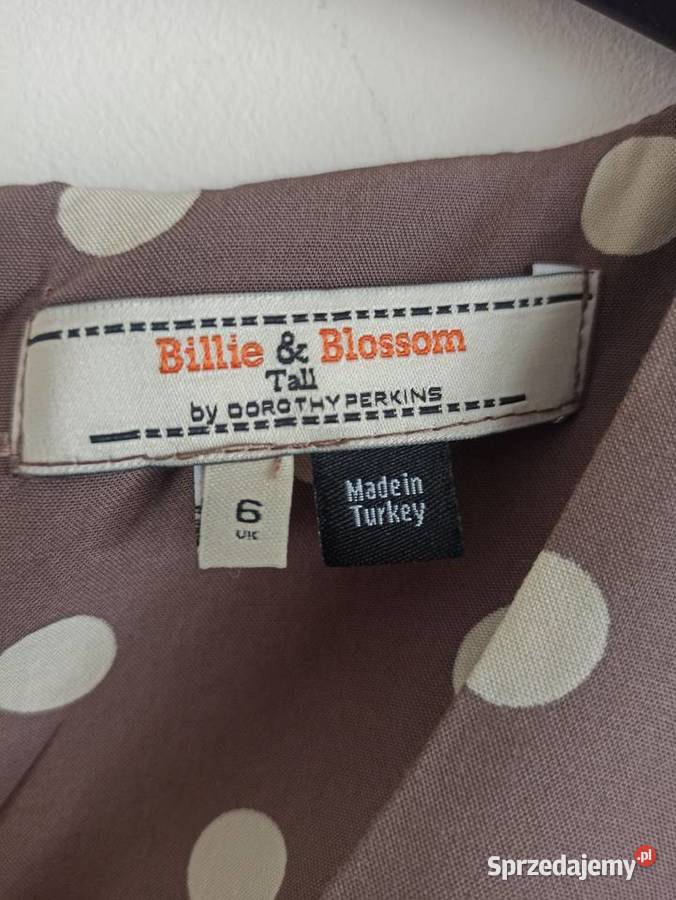 Billie & Blossom
Tall
by DOROTHY PERKINS
6
UK
Made in
Turkey
Sprzedajemy.pl